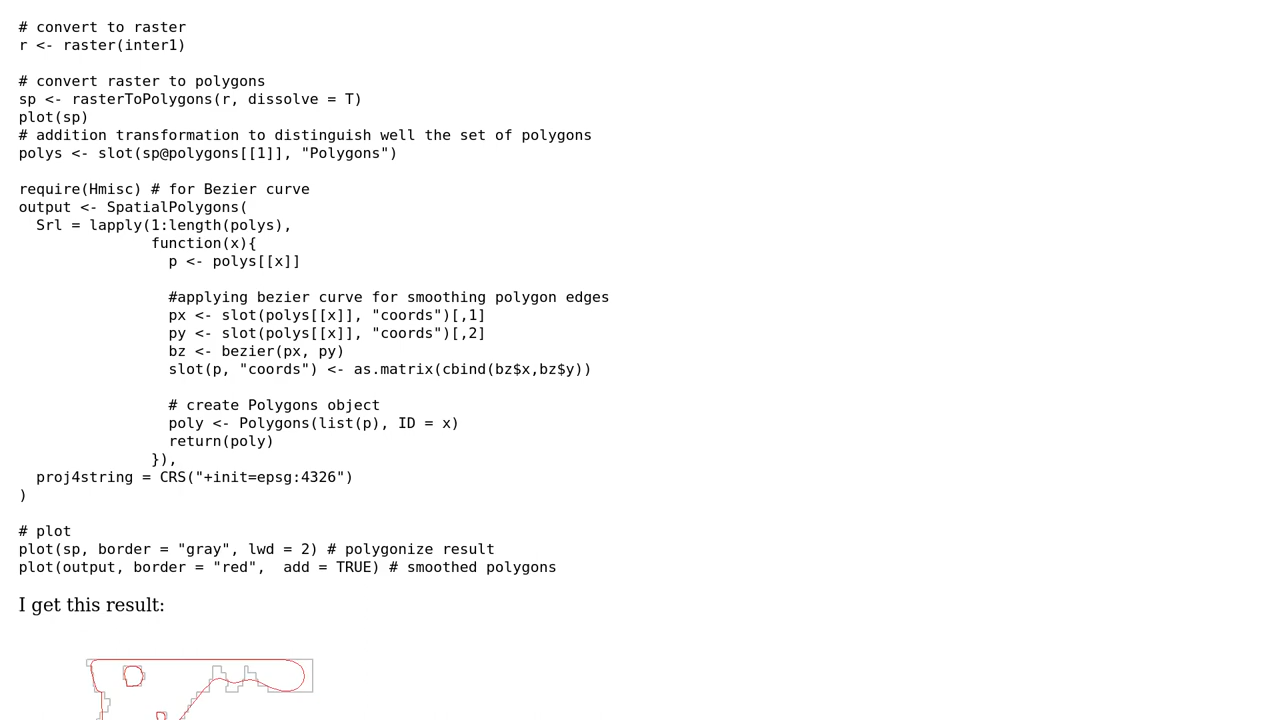 # convert to raster
r <- raster(inter1)

# convert raster to polygons
sp <- rasterToPolygons(r, dissolve = T)
plot(sp)
# addition transformation to distinguish well the set of polygons
polys <- slot(sp@polygons[[1]], "Polygons")

require(Hmisc) # for Bezier curve
output <- SpatialPolygons(
  Srl = lapply(1:length(polys),
               function(x){
                 p <- polys[[x]]

                 #applying bezier curve for smoothing polygon edges
                 px <- slot(polys[[x]], "coords")[,1]
                 py <- slot(polys[[x]], "coords")[,2]
                 bz <- bezier(px, py)
                 slot(p, "coords") <- as.matrix(cbind(bz$x,bz$y))

                 # create Polygons object
                 poly <- Polygons(list(p), ID = x)
                 return(poly)
               }),
  proj4string = CRS("+init=epsg:4326")
)

# plot
plot(sp, border = "gray", lwd = 2) # polygonize result
plot(output, border = "red",  add = TRUE) # smoothed polygons

I get this result: